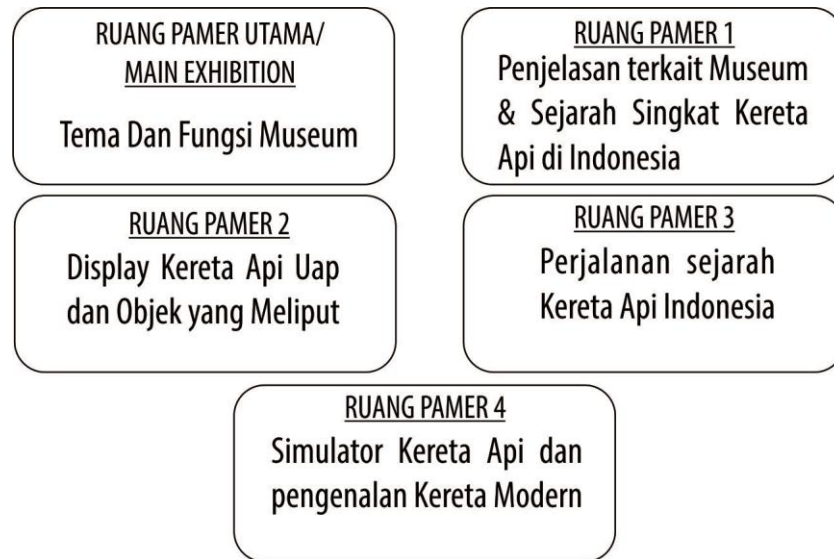 RUANG PAMER UTAMA/
MAIN EXHIBITION
Tema Dan Fungsi Museum
RUANG PAMER 1
Penjelasan terkait Museum
& Sejarah Singkat Kereta
Api di Indonesia
RUANG PAMER 2
Display Kereta Api Uap
dan Objek yang Meliput
RUANG PAMER 3
Perjalanan sejarah
Kereta Api Indonesia
RUANG PAMER 4
Simulator Kereta Api dan
pengenalan Kereta Modern